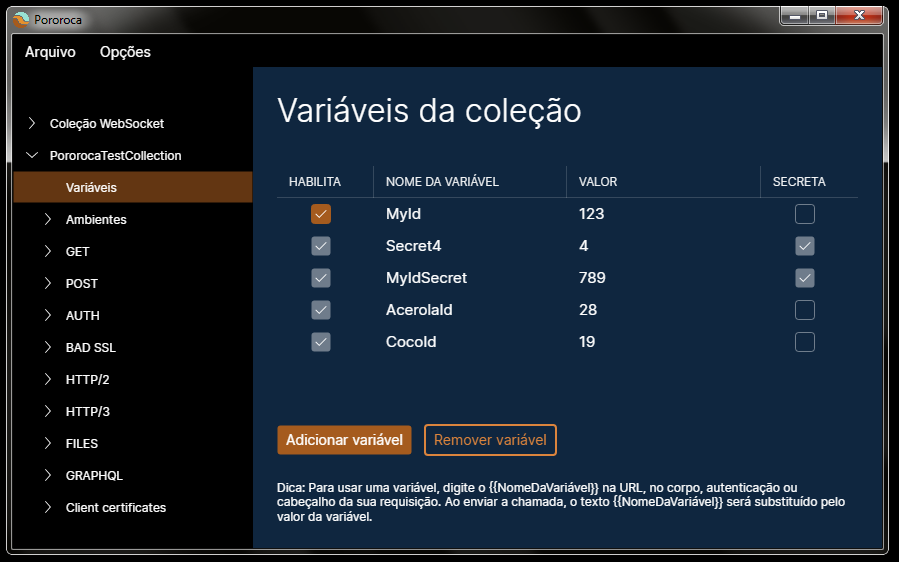 Pororoca
Arquivo Opções
Coleção WebSocket
PororocaTestCollection
Variáveis
Ambientes
GET
POST
AUTH
BAD SSL
HTTP/2
HTTP/3
FILES
GRAPHQL
Client certificates
Variáveis da coleção
HABILITA NOME DA VARIÁVEL VALOR SECRETA
MyId 123
Secret4 4
MyIdSecret 789
AcerolaId 28
CocoId 19
Adicionar variável Remover variável
Dica: Para usar uma variável, digite o {{NomeDaVariável}} na URL, no corpo, autenticação ou
cabeçalho da sua requisição. Ao enviar a chamada, o texto {{NomeDaVariável}} será substituído pelo
valor da variável.